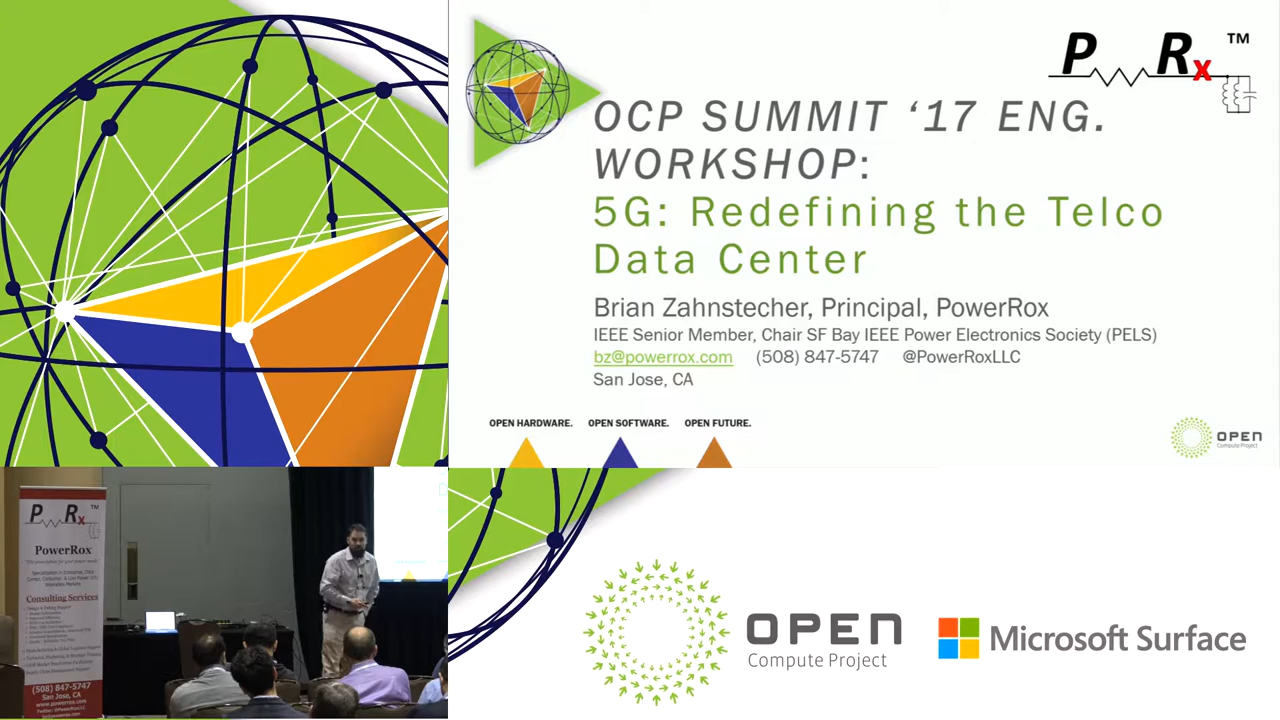 P R x ™
OCP SUMMIT ‘17 ENG.
WORKSHOP:
5G: Redefining the Telco
Data Center
Brian Zahnstecher, Principal, PowerRox
IEEE Senior Member, Chair SF Bay IEEE Power Electronics Society (PELS)
bz@powerrox.com (508) 847-5747 @PowerRoxLLC
San Jose, CA
OPEN HARDWARE. OPEN SOFTWARE. OPEN FUTURE.
OPEN
Compute Project
P R x ™
PowerRox
Consulting Services
(508) 847-5747
San Jose, CA
www.powerrox.com
Twitter: @PowerRoxLLC
OPEN
Compute Project
Microsoft Surface